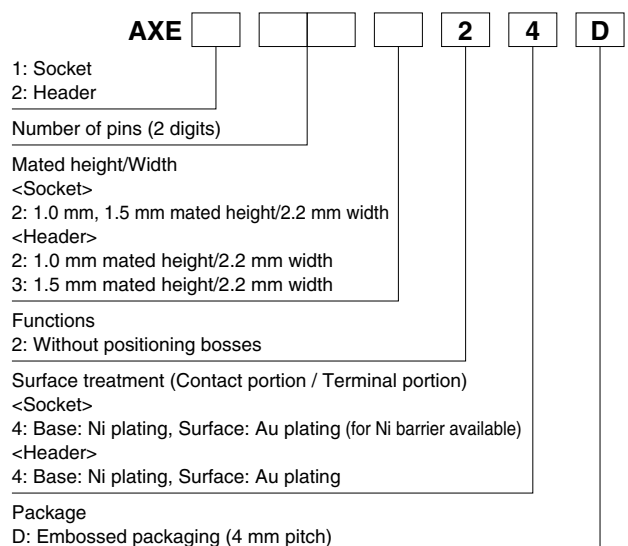 AXE 2 4 D
1: Socket
2: Header
Number of pins (2 digits)
Mated height/Width
<Socket>
2: 1.0 mm, 1.5 mm mated height/2.2 mm width
<Header>
2: 1.0 mm mated height/2.2 mm width
3: 1.5 mm mated height/2.2 mm width
Functions
2: Without positioning bosses
Surface treatment (Contact portion / Terminal portion)
<Socket>
4: Base: Ni plating, Surface: Au plating (for Ni barrier available)
<Header>
4: Base: Ni plating, Surface: Au plating
Package
D: Embossed packaging (4 mm pitch)